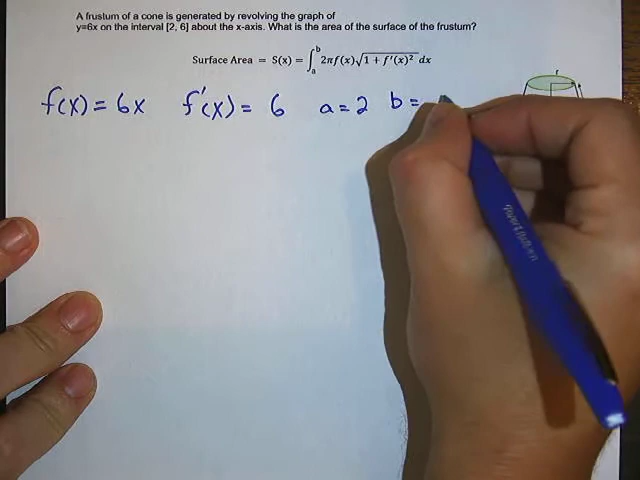 A frustum of a cone is generated by revolving the graph of
y=6x on the interval [2, 6] about the x-axis. What is the area of the surface of the frustum?
Surface Area = S(x) = ∫ₐᵇ 2πf(x)√(1 + f′(x)²) dx
r
f(x) = 6x f'(x) = 6 a = 2 b =